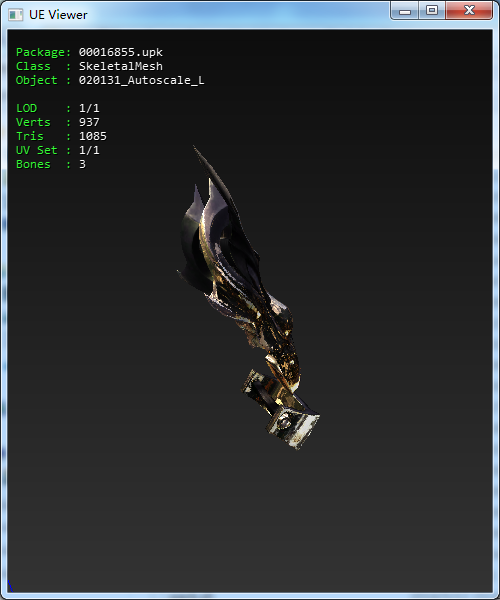 UE Viewer
Package: 00016855.upk
Class  : SkeletalMesh
Object : 020131_Autoscale_L
LOD    : 1/1
Verts  : 937
Tris   : 1085
UV Set : 1/1
Bones  : 3